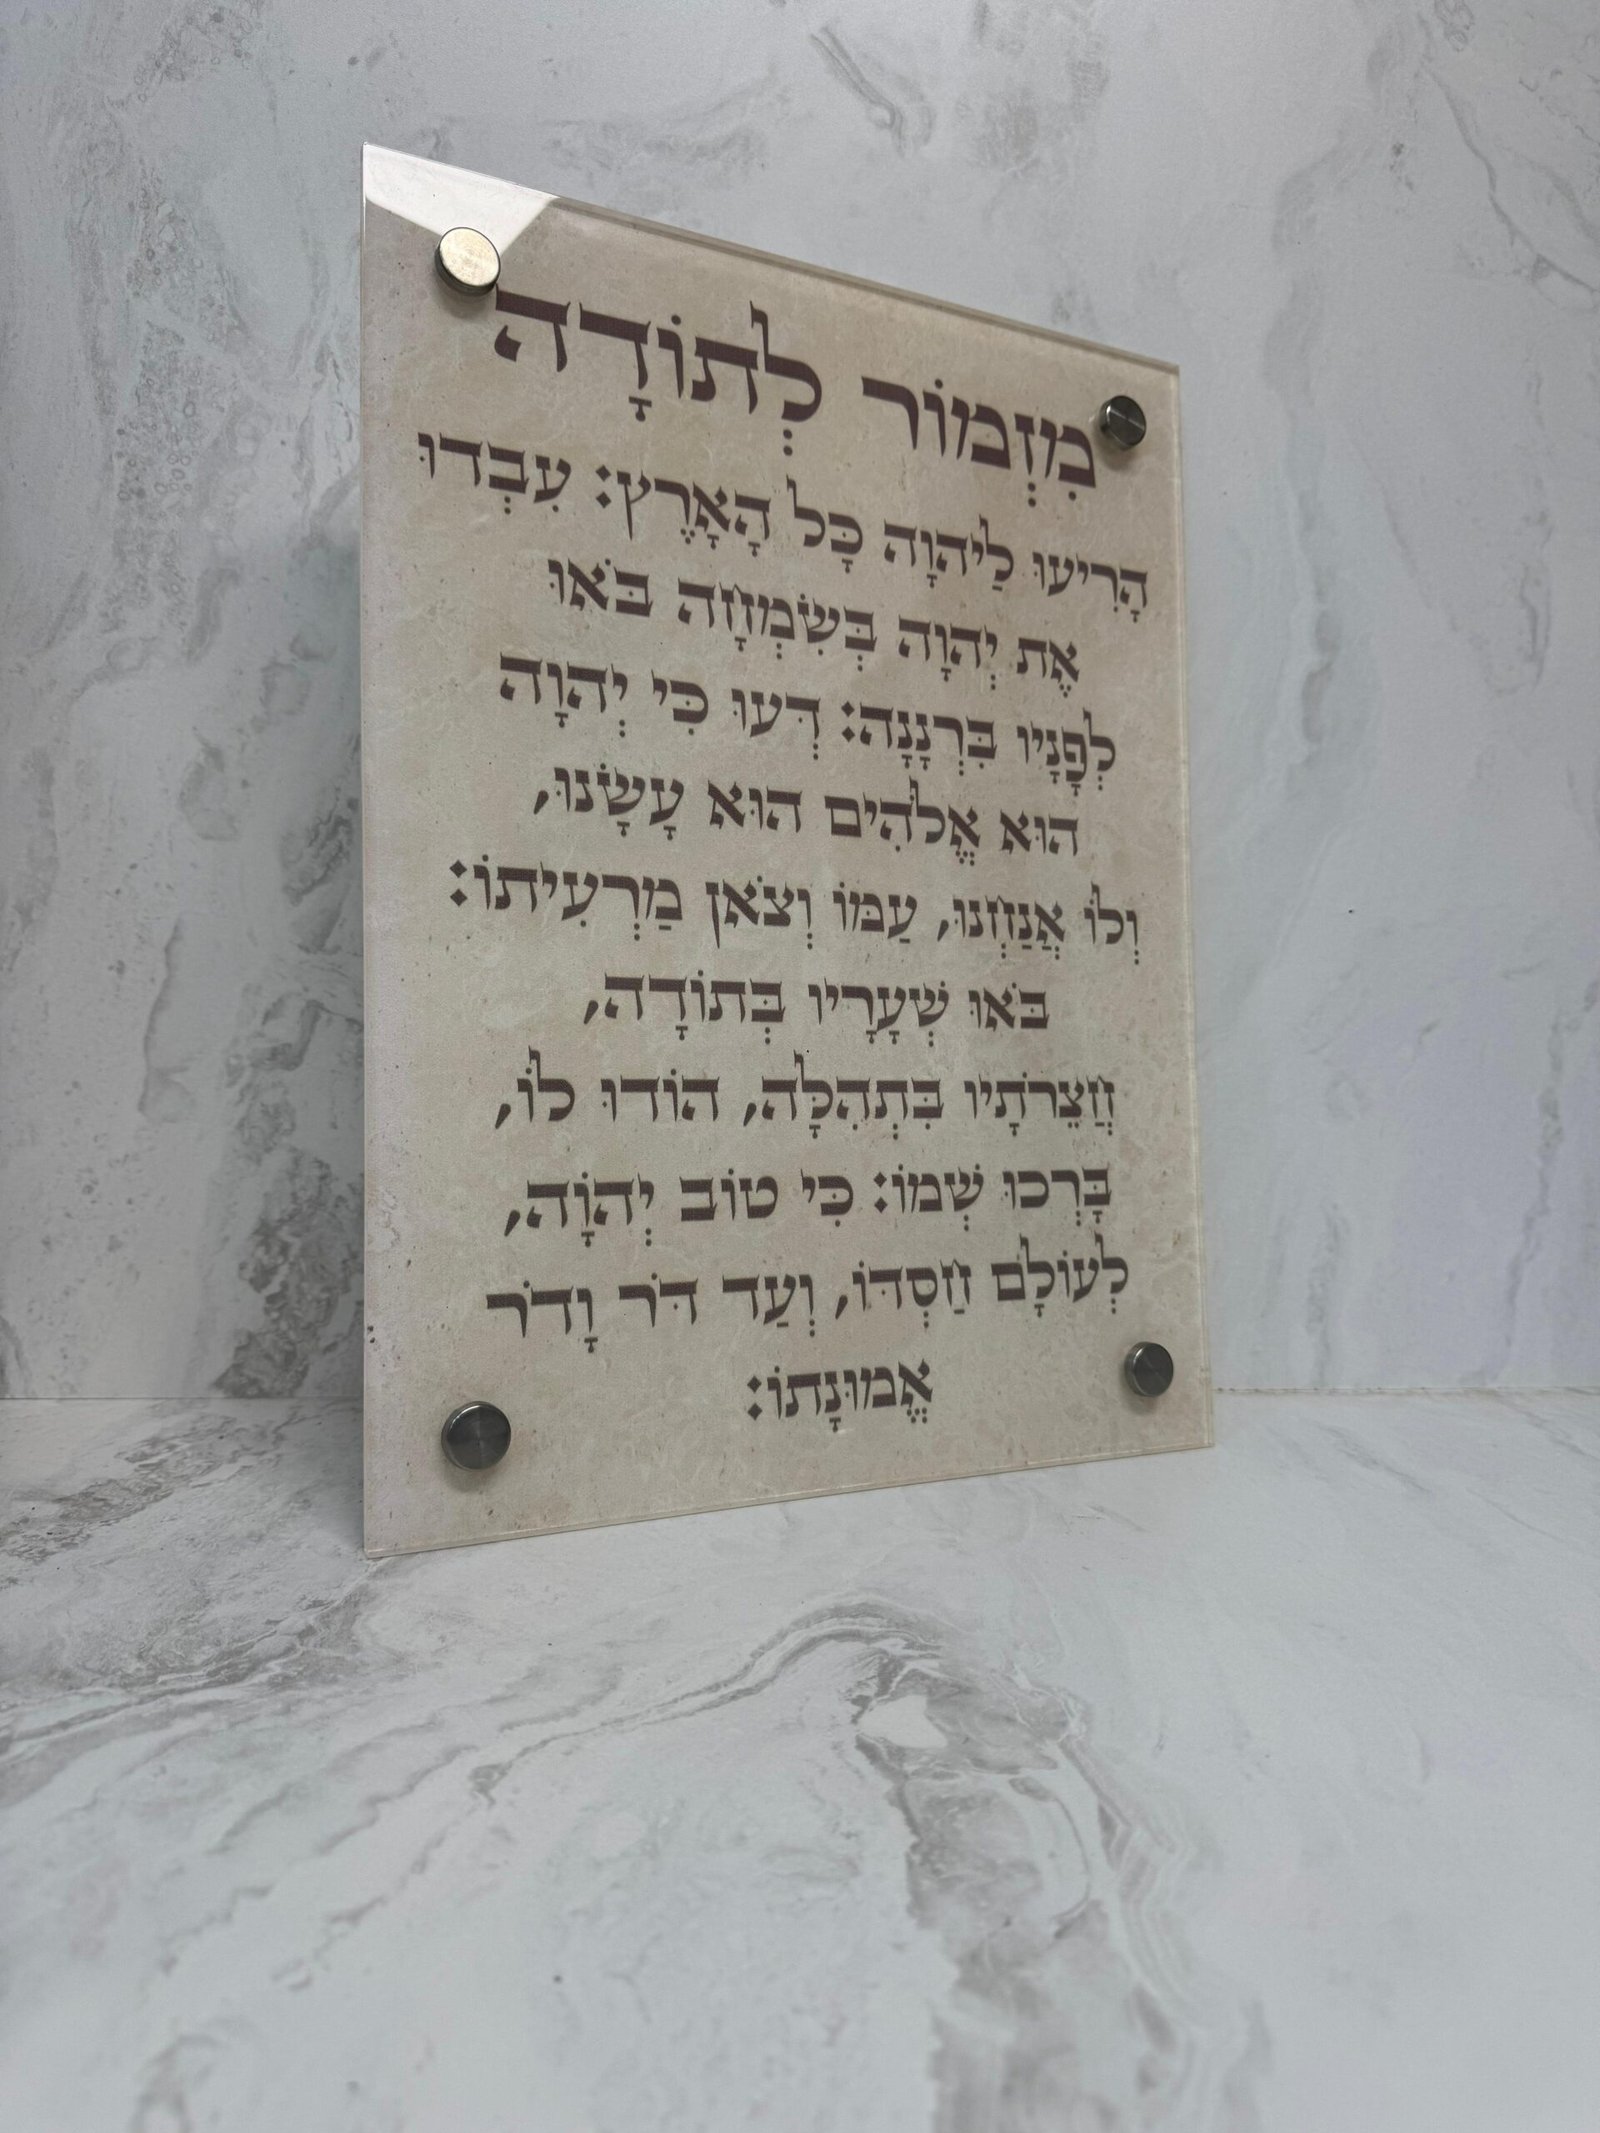 מִזְמוֹר לְתוֹדָה
הָרִיעוּ לַיהוָה כָּל הָאָרֶץ: עִבְדוּ
אֶת יְהוָה בְּשִׂמְחָה בֹּאוּ
לְפָנָיו בִּרְנָנָה: דְּעוּ כִּי יְהוָה
הוּא אֱלֹהִים הוּא עָשָׂנוּ,
וְלוֹ אֲנַחְנוּ, עַמּוֹ וְצֹאן מַרְעִיתוֹ:
בֹּאוּ שְׁעָרָיו בְּתוֹדָה,
חֲצֵרֹתָיו בִּתְהִלָּה, הוֹדוּ לוֹ,
בָּרְכוּ שְׁמוֹ: כִּי טוֹב יְהוָֹה,
לְעוֹלָם חַסְדּוֹ, וְעַד דֹּר וָדֹר
אֱמוּנָתוֹ: